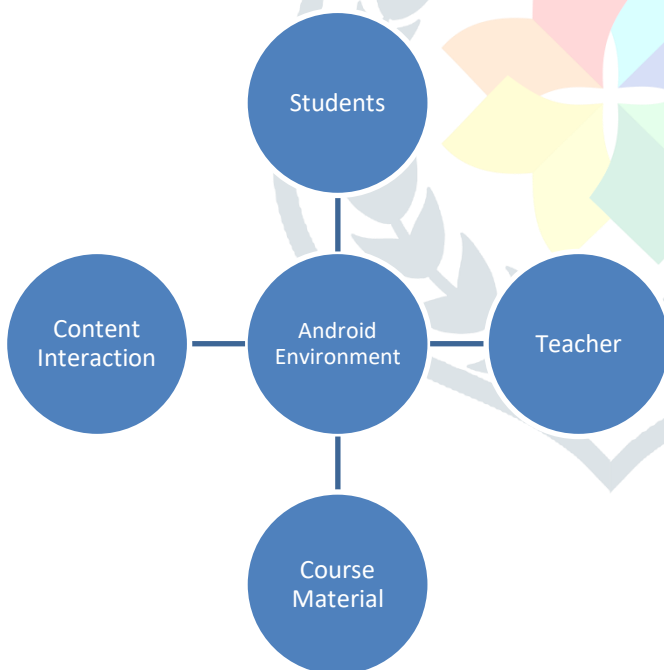 Students
Content
Interaction
Android
Environment
Teacher
Course
Material